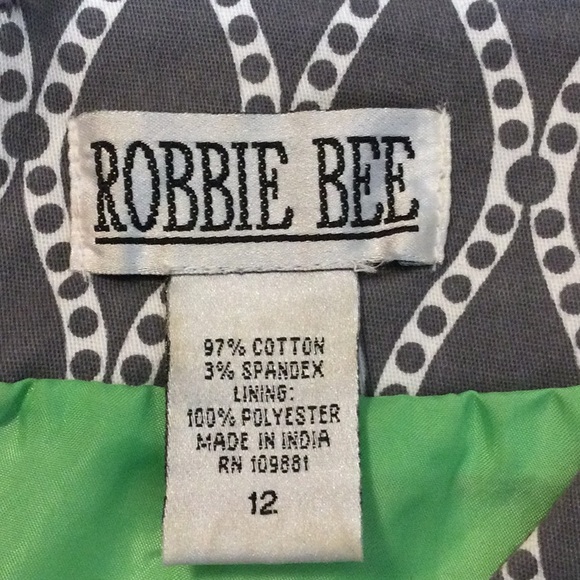 ROBBIE BEE
97% COTTON
3% SPANDEX
LINING:
100% POLYESTER
MADE IN INDIA
RN 109881
12